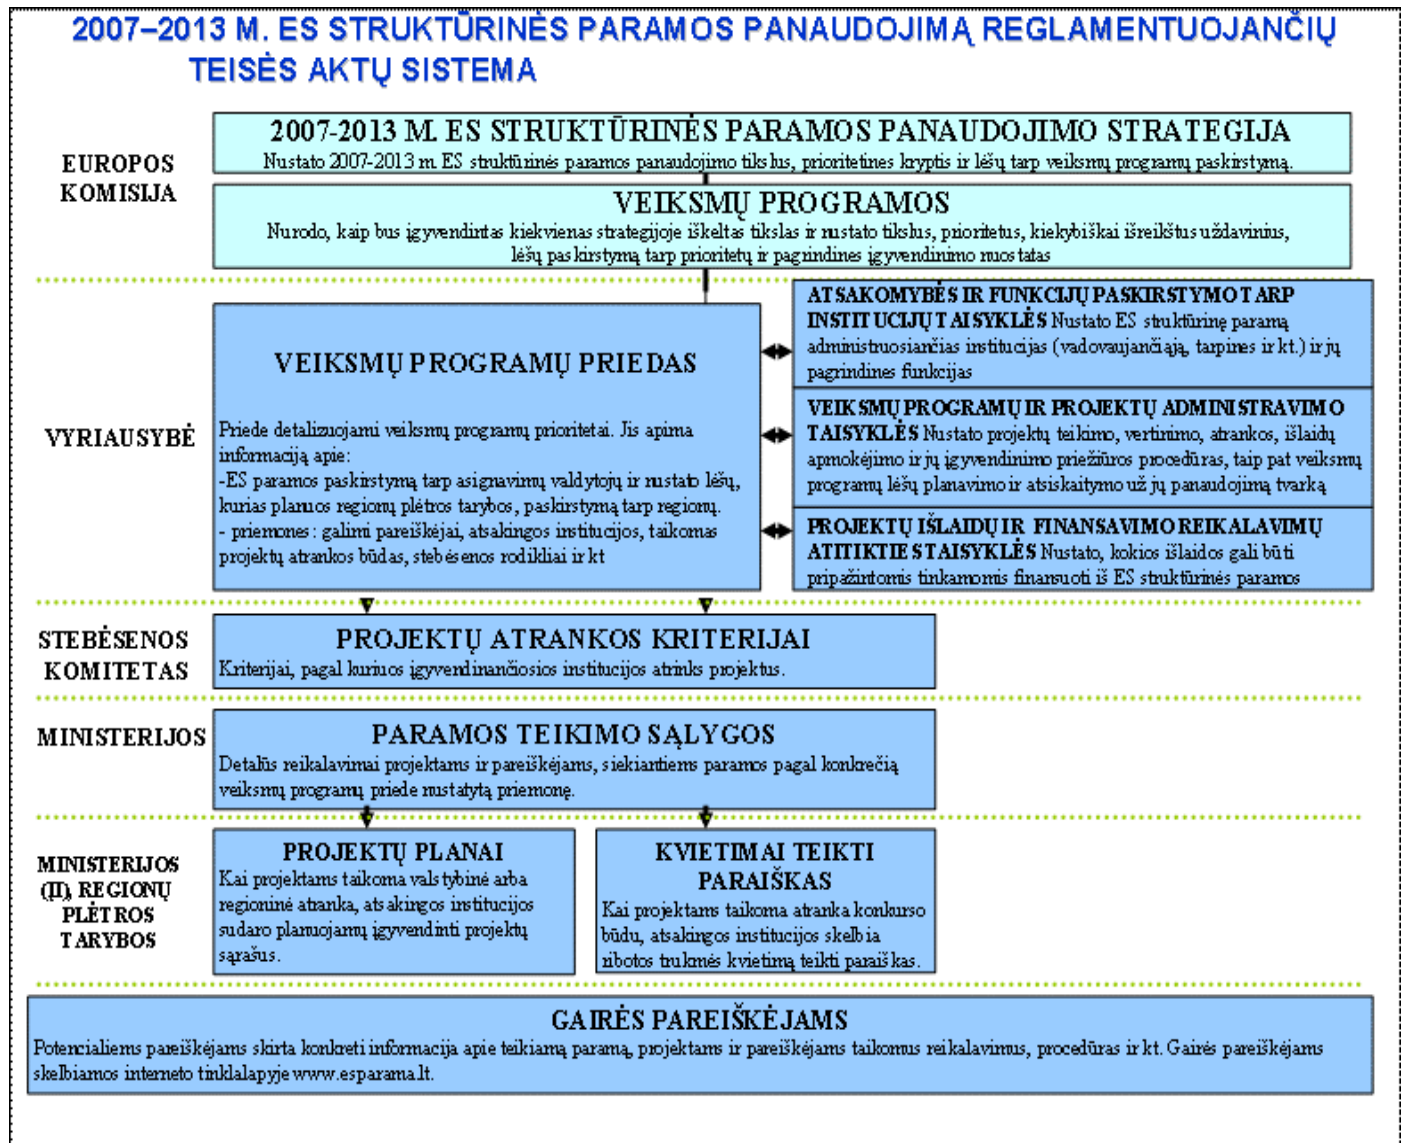 2007–2013 M. ES STRUKTŪRINĖS PARAMOS PANAUDOJIMĄ REGLAMENTUOJANČIŲ
TEISĖS AKTŲ SISTEMA
EUROPOS
KOMISIJA
2007-2013 M. ES STRUKTŪRINĖS PARAMOS PANAUDOJIMO STRATEGIJA
Nustato 2007-2013 m. ES struktūrinės paramos panaudojimo tikslus, prioritetines kryptis ir lėšų tarp veiksmų programų paskirstymą.
VEIKSMŲ PROGRAMOS
Nurodo, kaip bus įgyvendintas kiekvienas strategijoje iškeltas tikslas ir nustato tikslus, prioritetus, kiekybiškai išreikštus uždavinius,
lėšų paskirstymą tarp prioritetų ir pagrindines įgyvendinimo nuostatas
VYRIAUSYBĖ
VEIKSMŲ PROGRAMŲ PRIEDAS
Priede detalizuojami veiksmų programų prioritetai. Jis apima
informaciją apie:
-ES paramos paskirstymą tarp asignavimų valdytojų ir nustato lėšų,
kurias planuos regionų plėtros tarybos, paskirstymą tarp regionų.
- priemones: galimi pareiškėjai, atsakingos institucijos, taikomas
projektų atrankos būdas, stebėsenos rodikliai ir kt
ATSAKOMYBĖS IR FUNKCIJŲ PASKIRSTYMO TARP
INSTITUCIJŲ TAISYKLĖS Nustato ES struktūrinę paramą
administruosiančias institucijas (vadovaujančiąją, tarpines ir kt.) ir jų
pagrindines funkcijas
VEIKSMŲ PROGRAMŲ IR PROJEKTŲ ADMINISTRAVIMO
TAISYKLĖS Nustato projektų teikimo, vertinimo, atrankos, išlaidų
apmokėjimo ir jų įgyvendinimo priežiūros procedūras, taip pat veiksmų
programų lėšų planavimo ir atsiskaitymo už jų panaudojimą tvarką
PROJEKTŲ IŠLAIDŲ IR FINANSAVIMO REIKALAVIMŲ
ATITIKTIES TAISYKLĖS Nustato, kokios išlaidos gali būti
pripažintomis tinkamomis finansuoti iš ES struktūrinės paramos
STEBĖSENOS
KOMITETAS
PROJEKTŲ ATRANKOS KRITERIJAI
Kriterijai, pagal kuriuos įgyvendinančiosios institucijos atrinks projektus.
MINISTERIJOS
PARAMOS TEIKIMO SĄLYGOS
Detalūs reikalavimai projektams ir pareiškėjams, siekiantiems paramos pagal konkrečią
veiksmų programų priede nustatytą priemonę.
MINISTERIJOS
(IJ), REGIONŲ
PLĖTROS
TARYBOS
PROJEKTŲ PLANAI
Kai projektams taikoma valstybinė arba
regioninė atranka, atsakingos institucijos
sudaro planuojamų įgyvendinti projektų
sąrašus.
KVIETIMAI TEIKTI
PARAIŠKAS
Kai projektams taikoma atranka konkurso
būdu, atsakingos institucijos skelbia
ribotos trukmės kvietimą teikti paraiškas.
GAIRĖS PAREIŠKĖJAMS
Potencialiems pareiškėjams skirta konkreti informacija apie teikiamą paramą, projektams ir pareiškėjams taikomus reikalavimus, procedūras ir kt. Gairės pareiškėjams
skelbiamos interneto tinklalapyje www.esparama.lt.